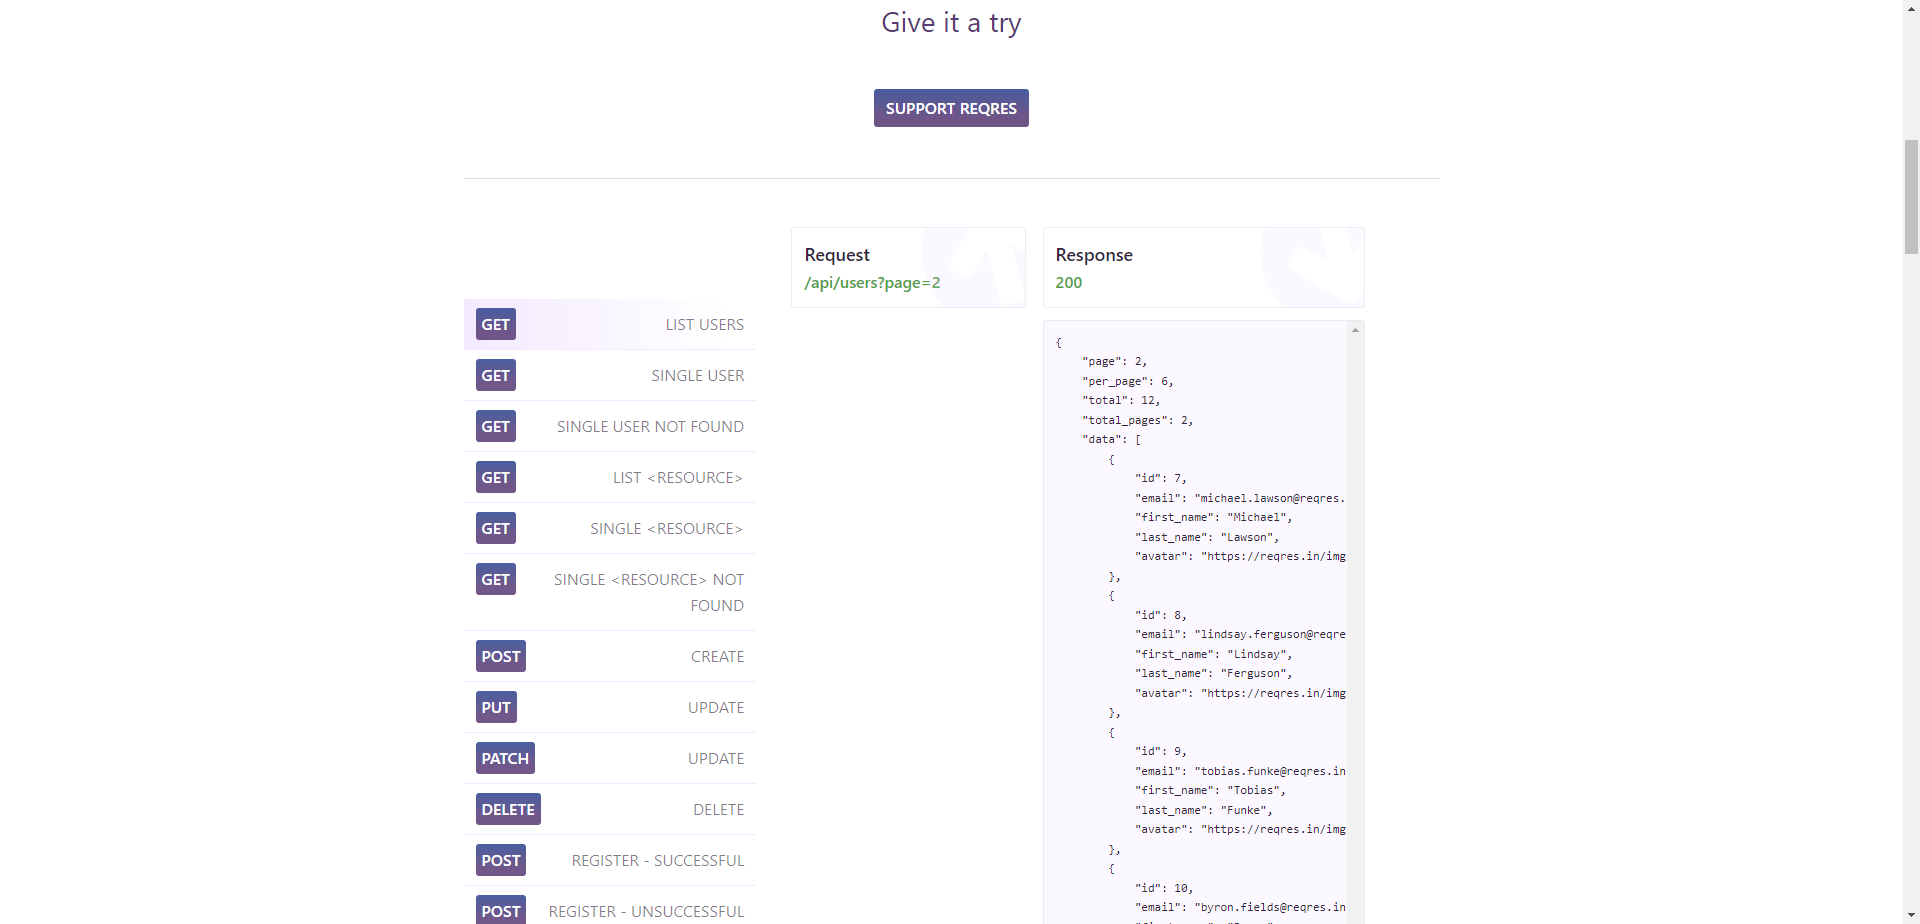 Give it a try
SUPPORT REQRES
GET LIST USERS
GET SINGLE USER
GET SINGLE USER NOT FOUND
GET LIST <RESOURCE>
GET SINGLE <RESOURCE>
GET SINGLE <RESOURCE> NOT
FOUND
POST CREATE
PUT UPDATE
PATCH UPDATE
DELETE DELETE
POST REGISTER - SUCCESSFUL
POST REGISTER - UNSUCCESSFUL
Request
/api/users?page=2
Response
200
{
"page": 2,
"per_page": 6,
"total": 12,
"total_pages": 2,
"data": [
{
"id": 7,
"email": "michael.lawson@reqres.
"first_name": "Michael",
"last_name": "Lawson",
"avatar": "https://reqres.in/img
},
{
"id": 8,
"email": "lindsay.ferguson@reqre
"first_name": "Lindsay",
"last_name": "Ferguson",
"avatar": "https://reqres.in/img
},
{
"id": 9,
"email": "tobias.funke@reqres.in
"first_name": "Tobias",
"last_name": "Funke",
"avatar": "https://reqres.in/img
},
{
"id": 10,
"email": "byron.fields@reqres.in